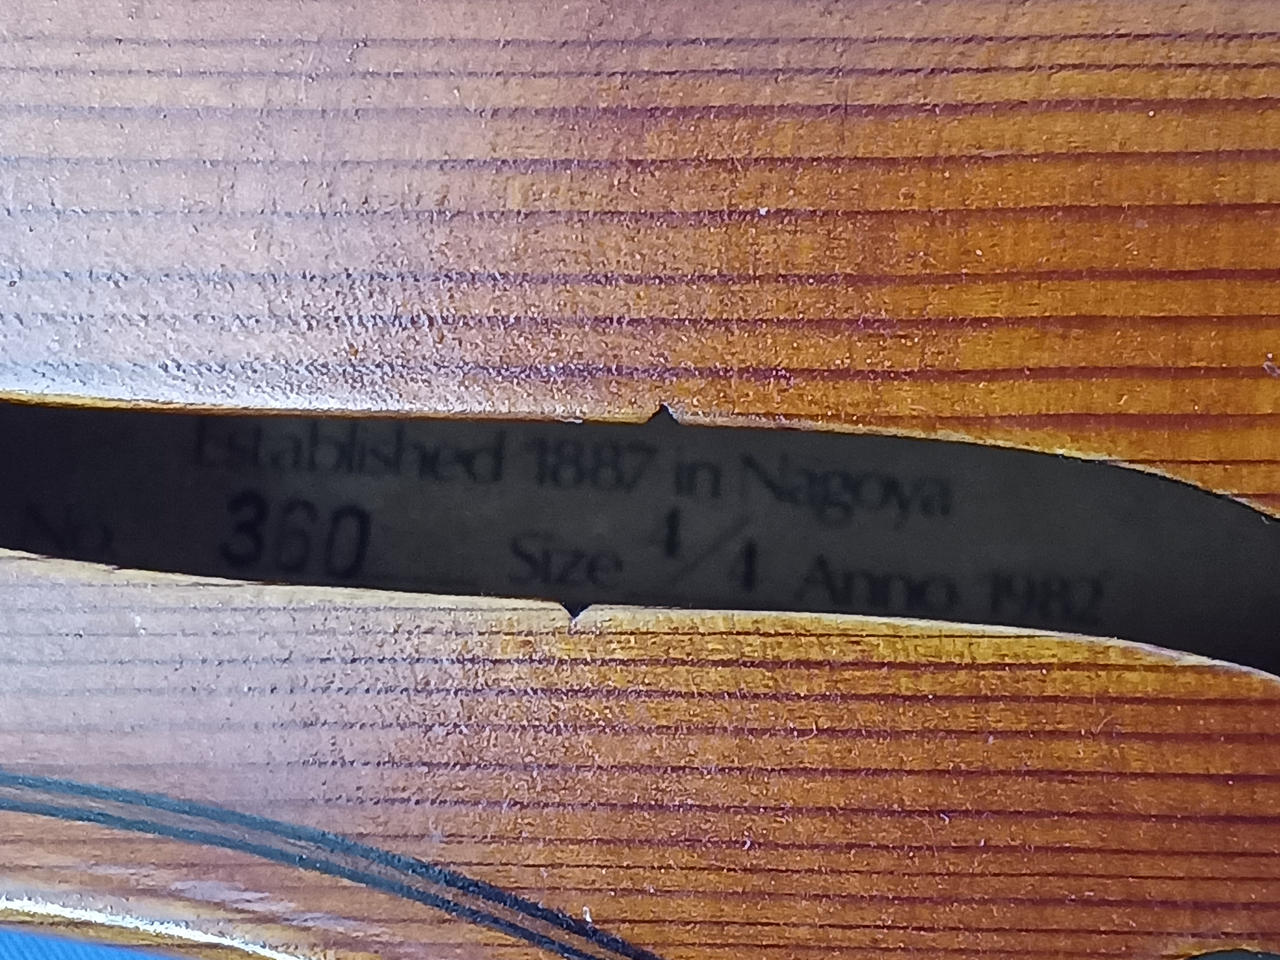 Established 1887 in Nagoya
No. 360 Size 4/4 Anno 1982